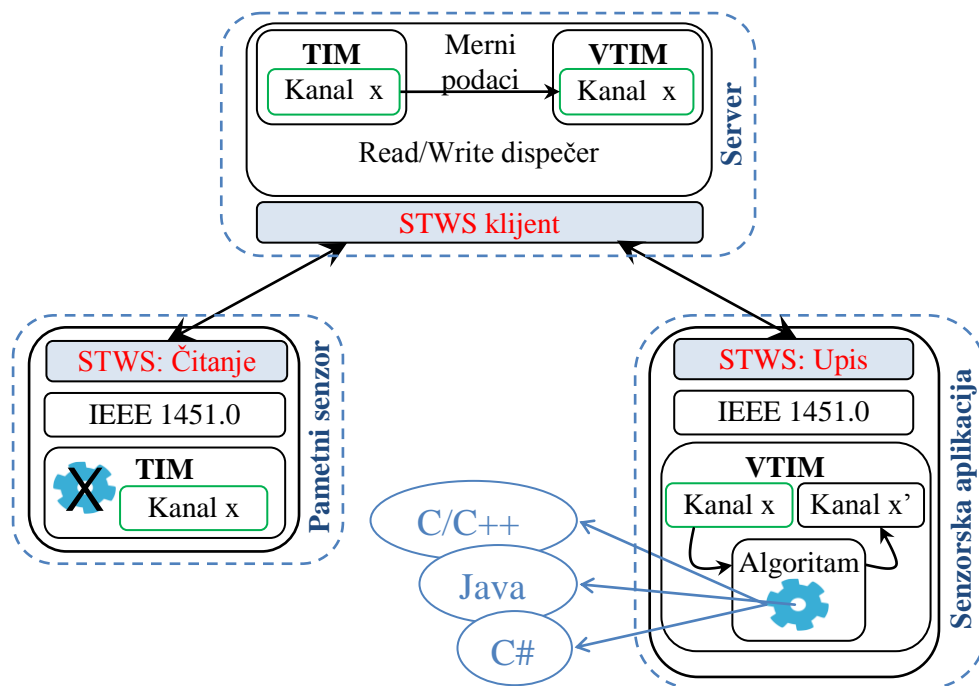 TIM
Kanal x
Merni
podaci
VTIM
Kanal x
Read/Write dispečer
STWS klijent
Server
STWS: Čitanje
IEEE 1451.0
X
TIM
Kanal x
Pametni senzor
STWS: Upis
IEEE 1451.0
VTIM
Kanal x
Kanal x’
Algoritam
Senzorska aplikacija
C/C++
Java
C#